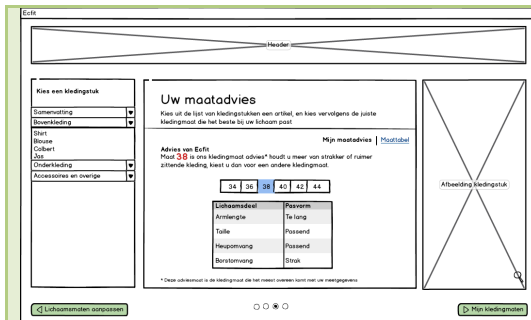 Ecfit
Header
Kies een kledingstuk
Samenvatting
Bovenkleding
Shirt
Blouse
Colbert
Jas
Onderkleding
Accessoires en overige
Uw maatadvies
Kies uit de lijst van kledingstukken een artikel, en kies vervolgens de juiste
kledingmaat die het beste bij uw lichaam past.
Mijn maatadvies | Maattabel
Advies van Ecfit
Maat 38 is ons kledingmaat advies* houdt u meer van strakker of ruimer
zittende kleding, kiest u dan voor een andere kledingmaat.
34 36 38 40 42 44
Lichaamsdeel Pasvorm
Armlengte Te lang
Taille Passend
Heupomvang Passend
Borstomvang Strak
* Deze adviesmaat is de kledingmaat die het meest overeen komt met uw meetgegevens
Afbeelding kledingstuk
Lichaamsmaten aanpassen
Mijn kledingmaten